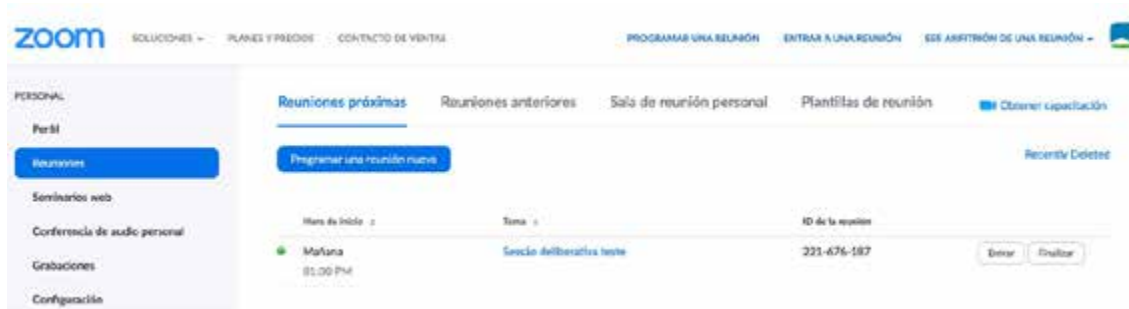 zoom SOLUCIONES PLANES Y PRECIOS CONTACTO DE VENTAS PROGRAMAR UNA REUNIÓN ENTRAR A UNA REUNIÓN SER ANFITRIÓN DE UNA REUNIÓN
PERSONAL
Perfil
Reuniones
Seminarios web
Conferencia de audio personal
Grabaciones
Configuración
Reuniones próximas Reuniones anteriores Sala de reunión personal Plantillas de reunión Obtener capacitación
Programar una reunión nueva Recently Deleted
Hora de inicio Tema ID de la reunión
Mañana Sessão deliberativa teste 221-676-187 Entrar Finalizar
01:00 PM